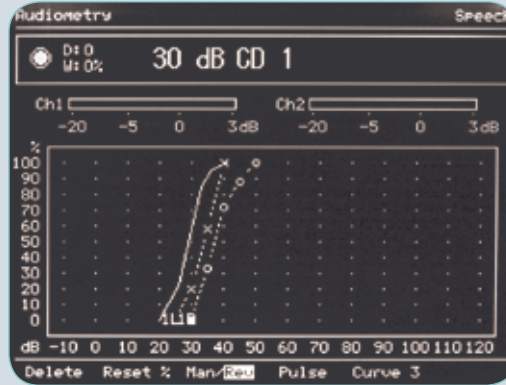 Audiometry Speech
D:0
W:0% 30 dB CD 1
Ch1 Ch2
-20 -5 0 3dB -20 -5 0 3dB
%
100
90
80
70
60
50
40
30
20
10
0
dB -10 0 10 20 30 40 50 60 70 80 90 100 110 120
Delete Reset % Man/Rev Pulse Curve 3